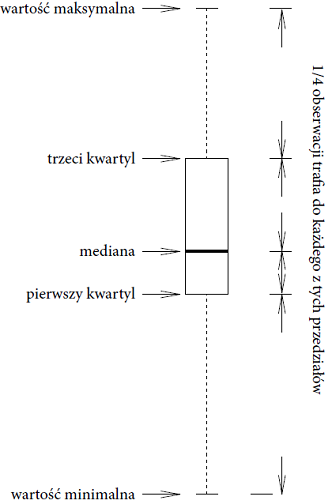 wartość maksymalna
trzeci kwartyl
mediana
pierwszy kwartyl
wartość minimalna
1/4 obserwacji trafia do każdego z tych przedziałów